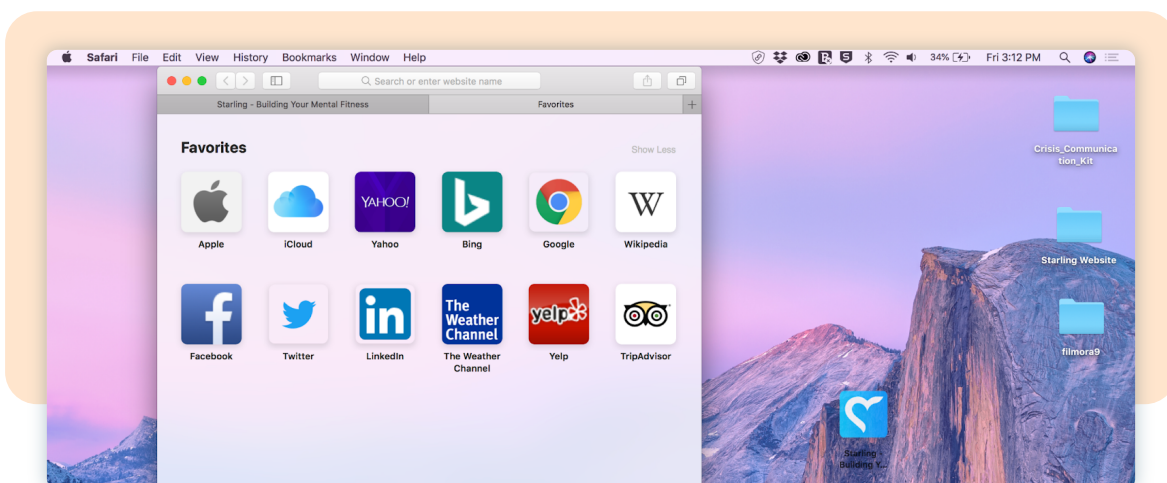 Safari File Edit View History Bookmarks Window Help 34% Fri 3:12 PM
Search or enter website name
Starling - Building Your Mental Fitness Favorites +
Favorites Show Less
YAHOO!
W
Apple iCloud Yahoo Bing Google Wikipedia
f in The Weather Channel yelp
Facebook Twitter LinkedIn The Weather Channel Yelp TripAdvisor
Crisis_Communica
tion_Kit
Starling Website
filmora9
Starling -
Building Y...